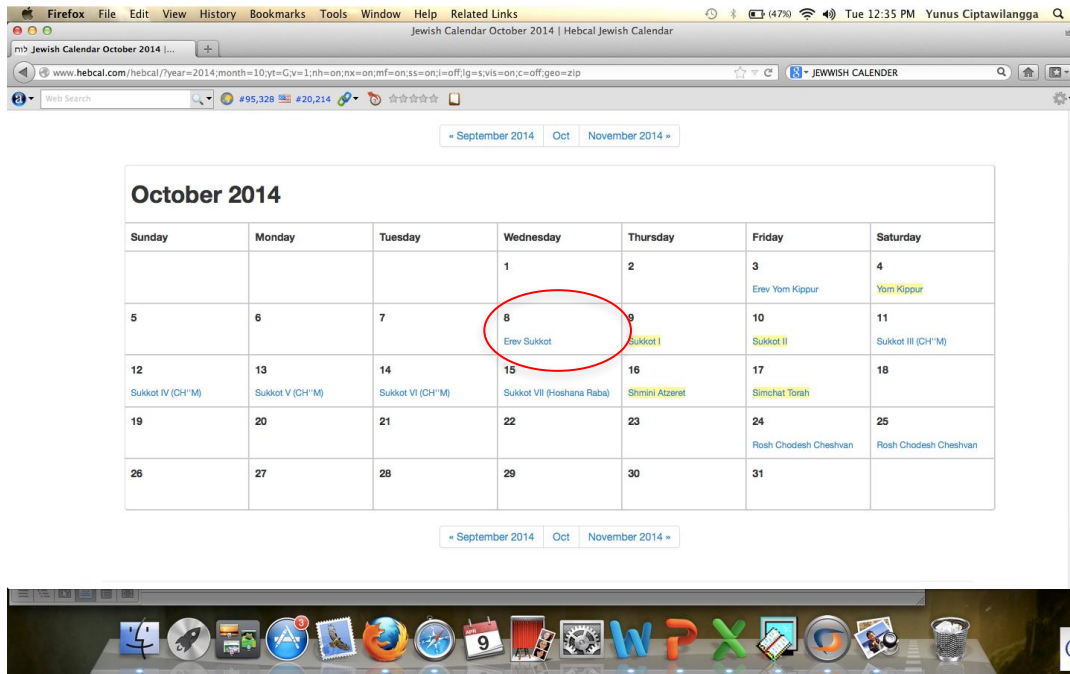 Firefox File Edit View History Bookmarks Tools Window Help Related Links (47%) Tue 12:35 PM Yunus Ciptawilangga
Jewish Calendar October 2014 | Hebcal Jewish Calendar
לוח Jewish Calendar October 2014 |... +
www.hebcal.com/hebcal/?year=2014;month=10;yt=G;v=1;nh=on;nx=on;mf=on;ss=on;i=off;lg=s;vis=on;c=off;geo=zip JEWWISH CALENDER
a Web Search #95,328 #20,214
« September 2014 Oct November 2014 »
October 2014
Sunday Monday Tuesday Wednesday Thursday Friday Saturday
1 2 3 4
Erev Yom Kippur Yom Kippur
5 6 7 8 9 10 11
Erev Sukkot Sukkot I Sukkot II Sukkot III (CH''M)
12 13 14 15 16 17 18
Sukkot IV (CH''M) Sukkot V (CH''M) Sukkot VI (CH''M) Sukkot VII (Hoshana Raba) Shmini Atzeret Simchat Torah
19 20 21 22 23 24 25
Rosh Chodesh Cheshvan Rosh Chodesh Cheshvan
26 27 28 29 30 31
« September 2014 Oct November 2014 »
3
APR
9
W P X